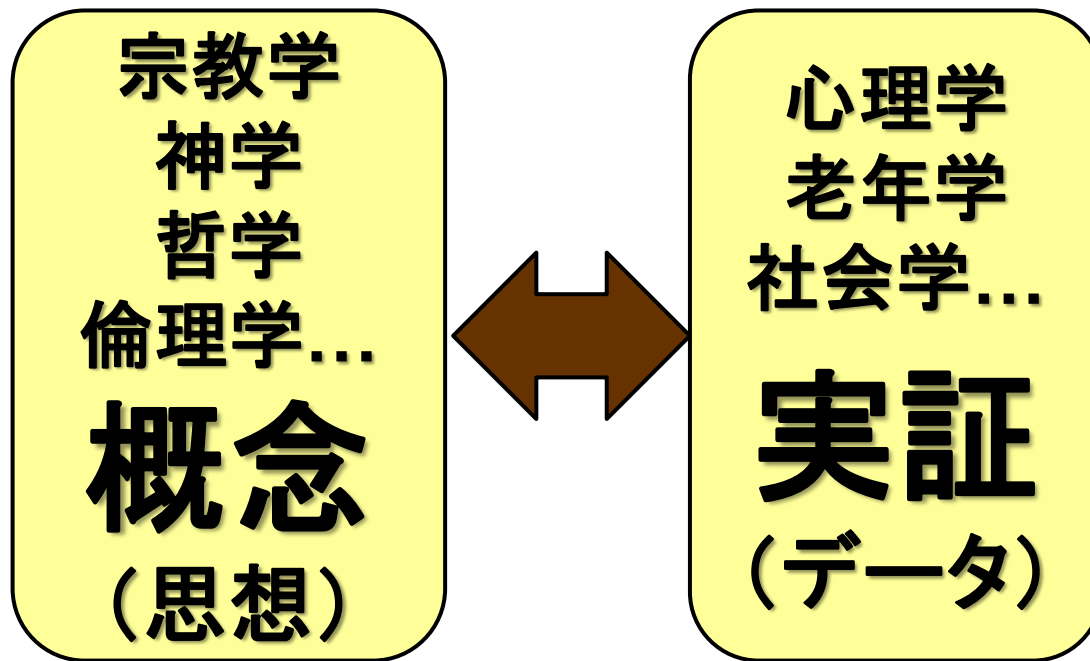 宗教学
神学
哲学
倫理学…
概念
（思想）
心理学
老年学
社会学…
実証
（データ）